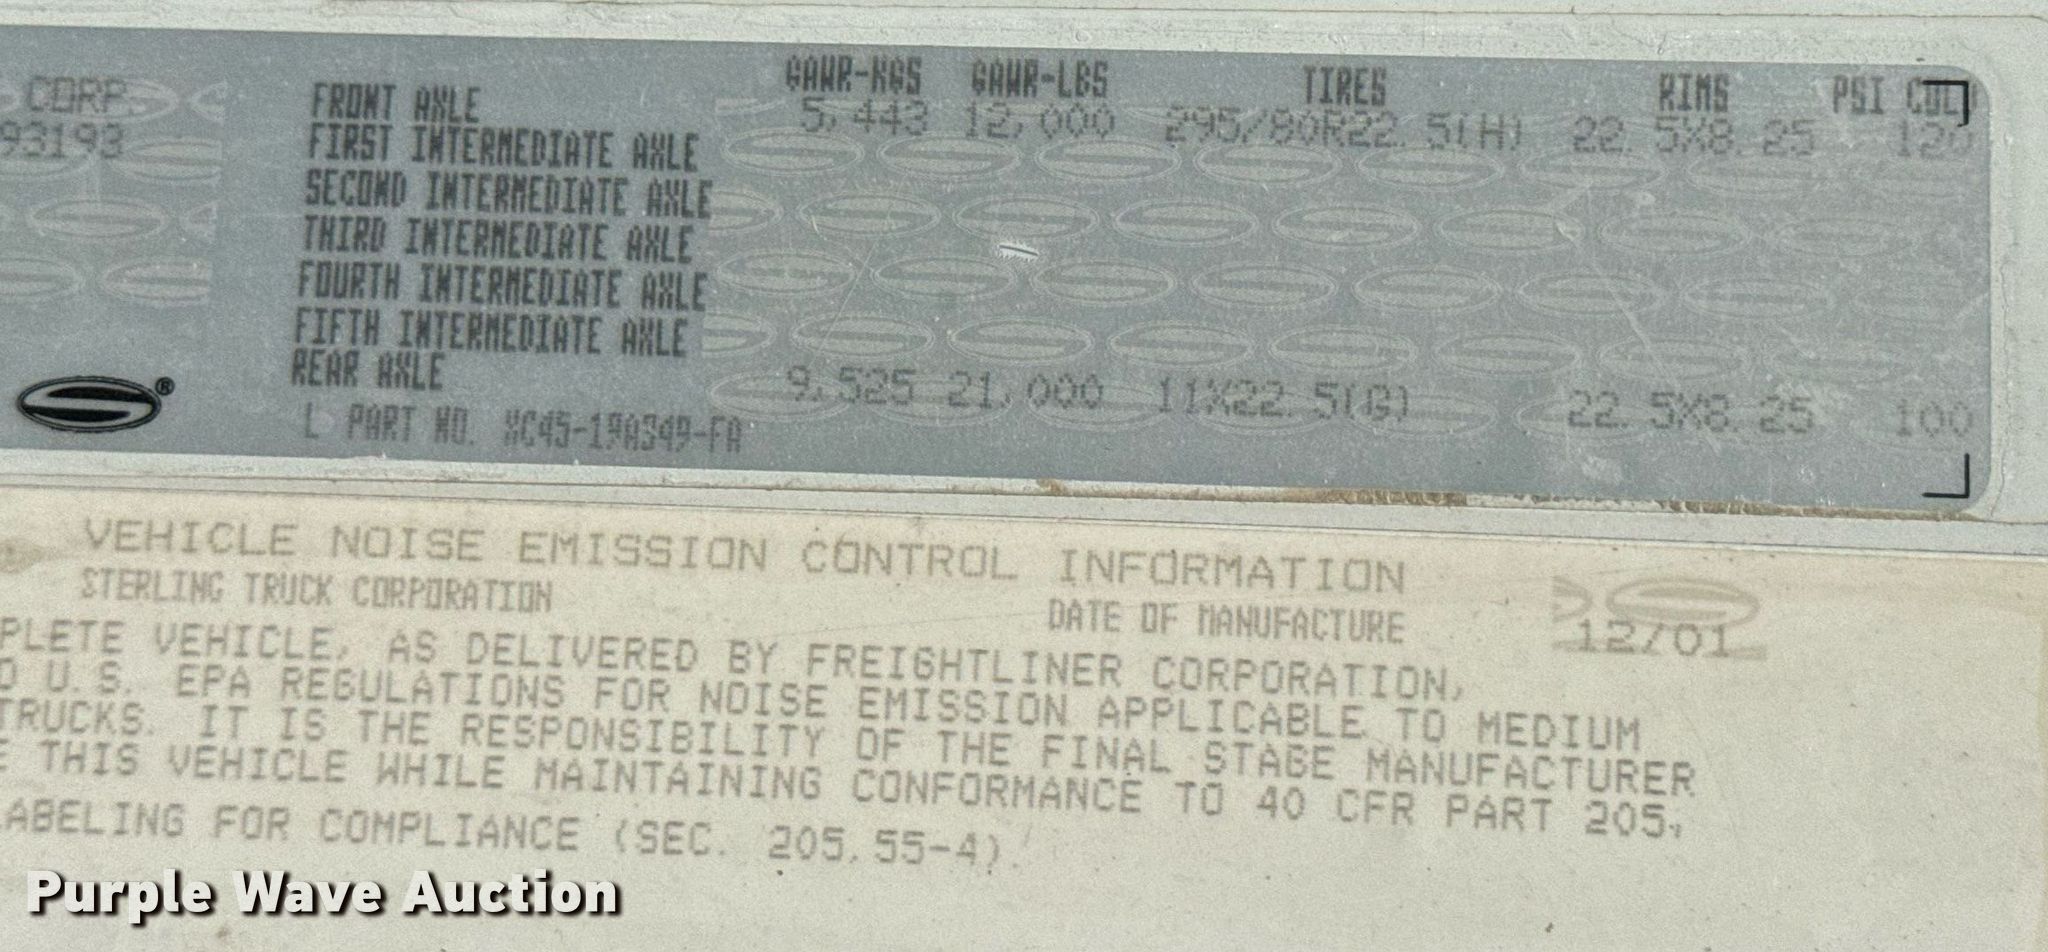 CORP.
93193
GAWR-KGS GAWR-LBS TIRES RIMS PSI COLD
FRONT AXLE 5,443 12,000 295/80R22.5(H) 22.5X8.25 120
FIRST INTERMEDIATE AXLE
SECOND INTERMEDIATE AXLE
THIRD INTERMEDIATE AXLE
FOURTH INTERMEDIATE AXLE
FIFTH INTERMEDIATE AXLE
REAR AXLE 9,525 21,000 11X22.5(G) 22.5X8.25 100
®
L PART NO. XC45-19A349-FA
VEHICLE NOISE EMISSION CONTROL INFORMATION
STERLING TRUCK CORPORATION DATE OF MANUFACTURE 12/01
PLETE VEHICLE, AS DELIVERED BY FREIGHTLINER CORPORATION,
O U.S. EPA REGULATIONS FOR NOISE EMISSION APPLICABLE TO MEDIUM
TRUCKS. IT IS THE RESPONSIBILITY OF THE FINAL STAGE MANUFACTURER
E THIS VEHICLE WHILE MAINTAINING CONFORMANCE TO 40 CFR PART 205,
LABELING FOR COMPLIANCE (SEC. 205.55-4).
Purple Wave Auction